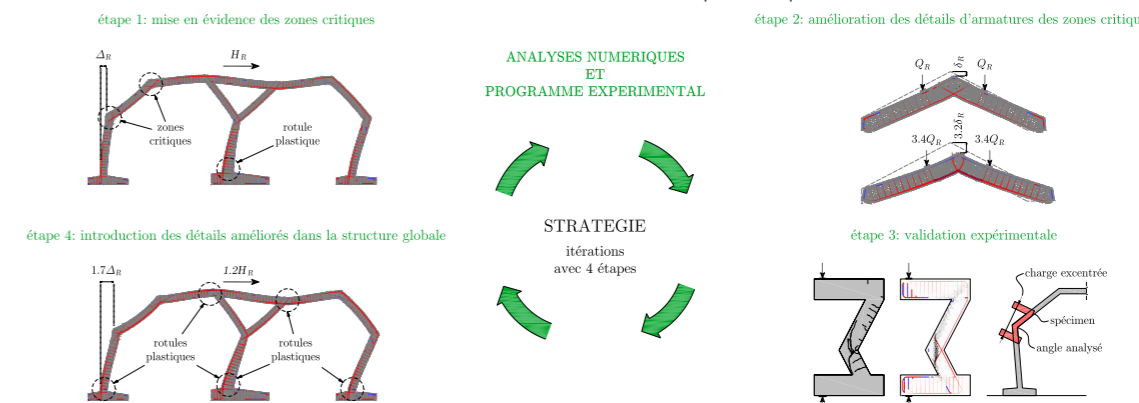 étape 1: mise en évidence des zones critiques
Δ_R
H_R
zones
critiques
rotule
plastique
ANALYSES NUMERIQUES
ET
PROGRAMME EXPERIMENTAL
étape 2: amélioration des détails d'armatures des zones
Q_R
δ_R
Q_R
3.4Q_R
3.2δ_R
3.4Q_R
STRATEGIE
itérations
avec 4 étapes
étape 4: introduction des détails améliorés dans la structure globale
1.7Δ_R
1.2H_R
rotules
plastiques
rotules
plastiques
étape 3: validation expérimentale
charge excentrée
spécimen
angle analysé